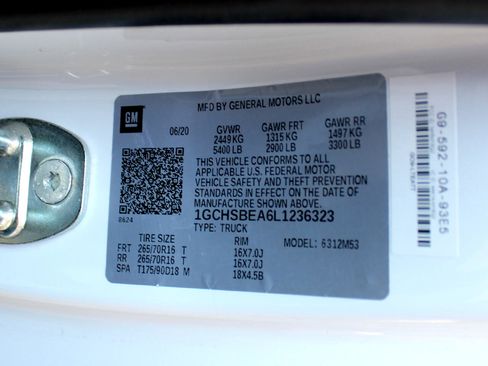 GM
MFD BY GENERAL MOTORS LLC
06/20
GVWR GAWR FRT GAWR RR
2449 KG 1315 KG 1497 KG
5400 LB 2900 LB 3300 LB
THIS VEHICLE CONFORMS TO ALL
APPLICABLE U.S. FEDERAL MOTOR
VEHICLE SAFETY AND THEFT PREVENTION
STANDARDS IN EFFECT ON THE DATE OF
MANUFACTURE SHOWN ABOVE.
1GCHSBEA6L1236323
8624
TYPE: TRUCK
TIRE SIZE RIM MODEL: 6312M53
FRT 265/70R16 T 16X7.0J
RR 265/70R16 T 16X7.0J
SPA T175/90D18 M 18X4.5B
G9-592-10A-93E5